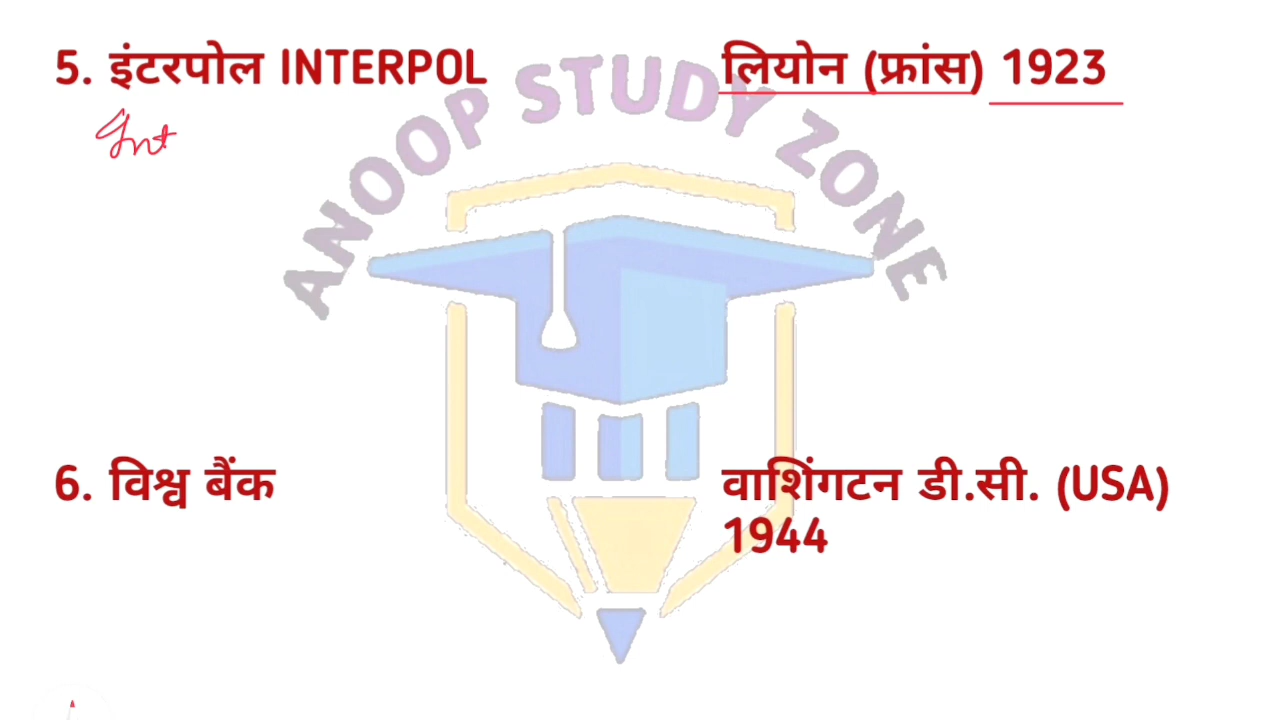 5. इंटरपोल INTERPOL लियोन (फ्रांस) 1923
Int
ANOOP STUDY ZONE
6. विश्व बैंक वाशिंगटन डी.सी. (USA)
1944